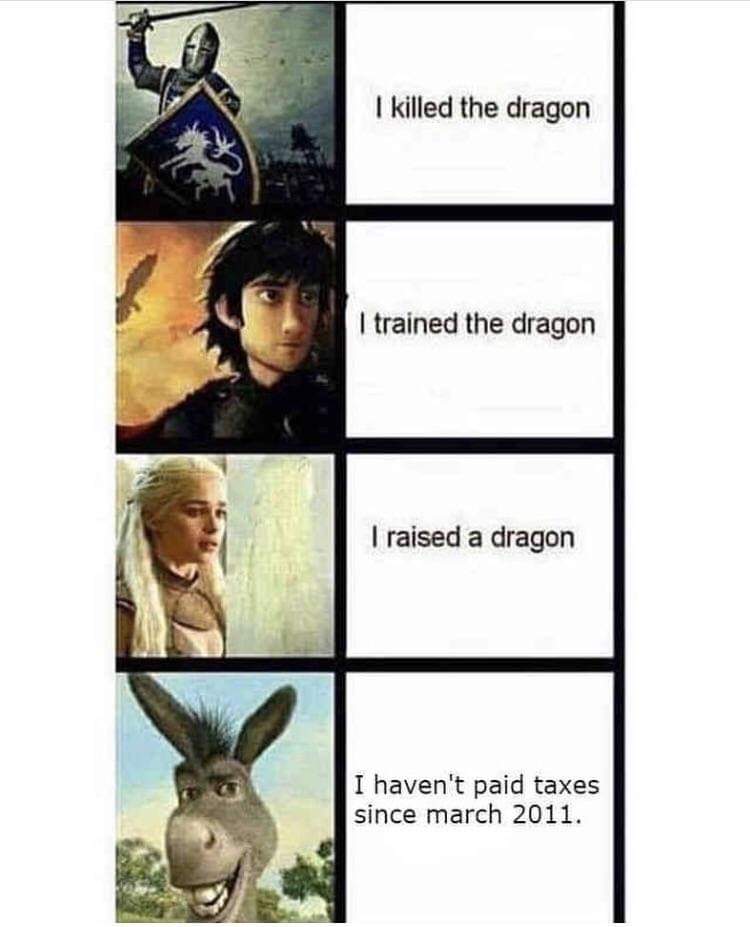 I killed the dragon
I trained the dragon
I raised a dragon
I haven't paid taxes
since march 2011.